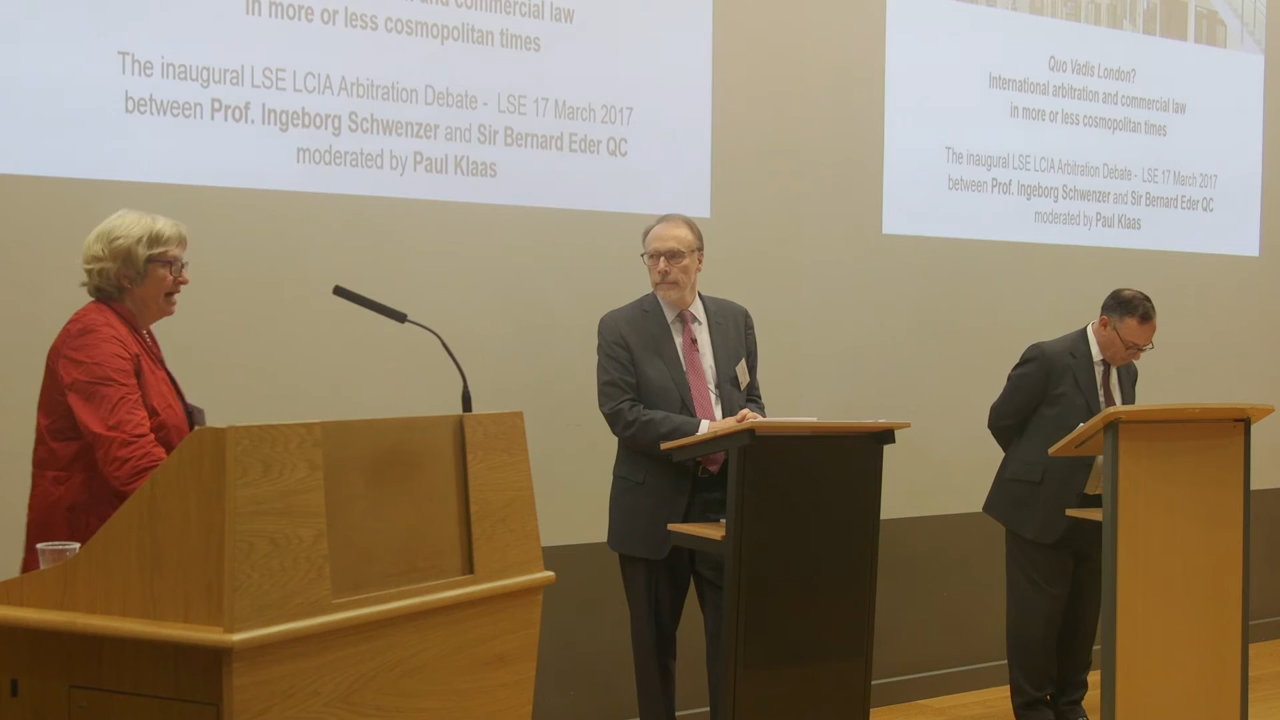 and commercial law
in more or less cosmopolitan times
The inaugural LSE LCIA Arbitration Debate - LSE 17 March 2017
between Prof. Ingeborg Schwenzer and Sir Bernard Eder QC
moderated by Paul Klaas
Quo Vadis London?
International arbitration and commercial law
in more or less cosmopolitan times
The inaugural LSE LCIA Arbitration Debate - LSE 17 March 2017
between Prof. Ingeborg Schwenzer and Sir Bernard Eder QC
moderated by Paul Klaas